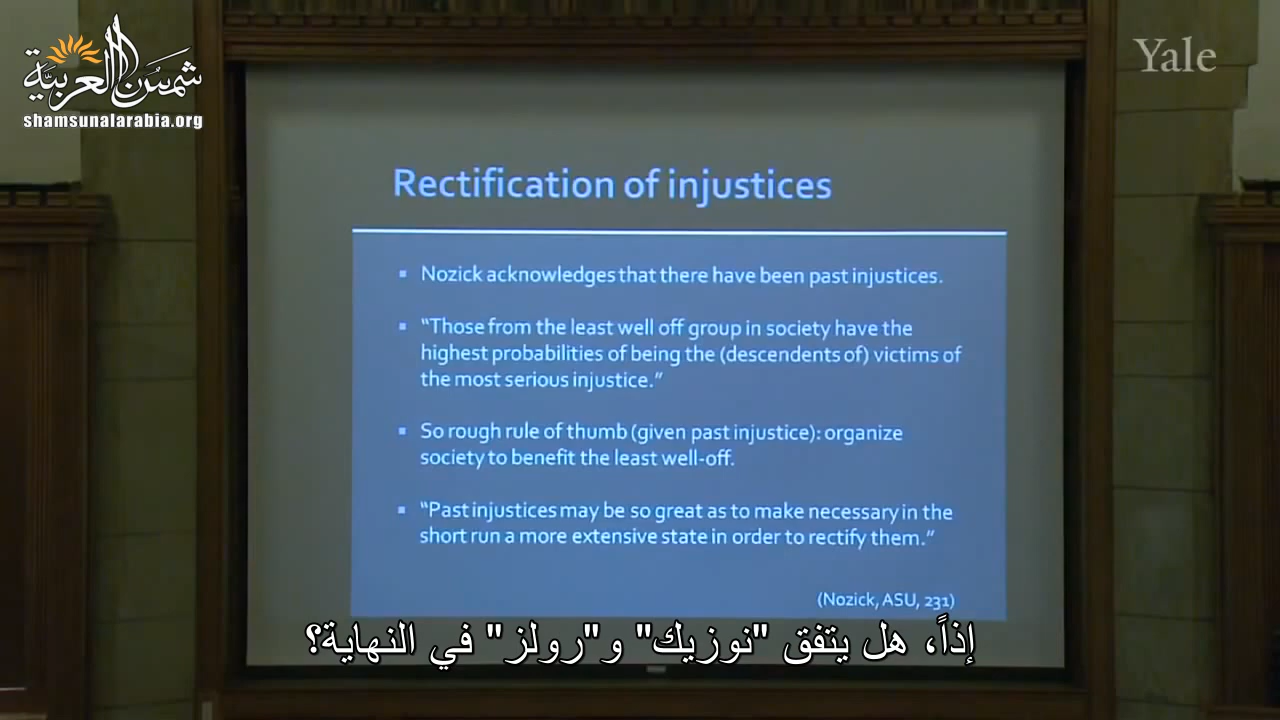 شمس العربية
shamsunalarabia.org
Yale
Rectification of injustices
▪ Nozick acknowledges that there have been past injustices.
▪ “Those from the least well off group in society have the
highest probabilities of being the (descendents of) victims of
the most serious injustice.”
▪ So rough rule of thumb (given past injustice): organize
society to benefit the least well-off.
▪ “Past injustices may be so great as to make necessary in the
short run a more extensive state in order to rectify them.”
(Nozick, ASU, 231)
إذاً، هل يتفق "نوزيك" و"رولز" في النهاية؟